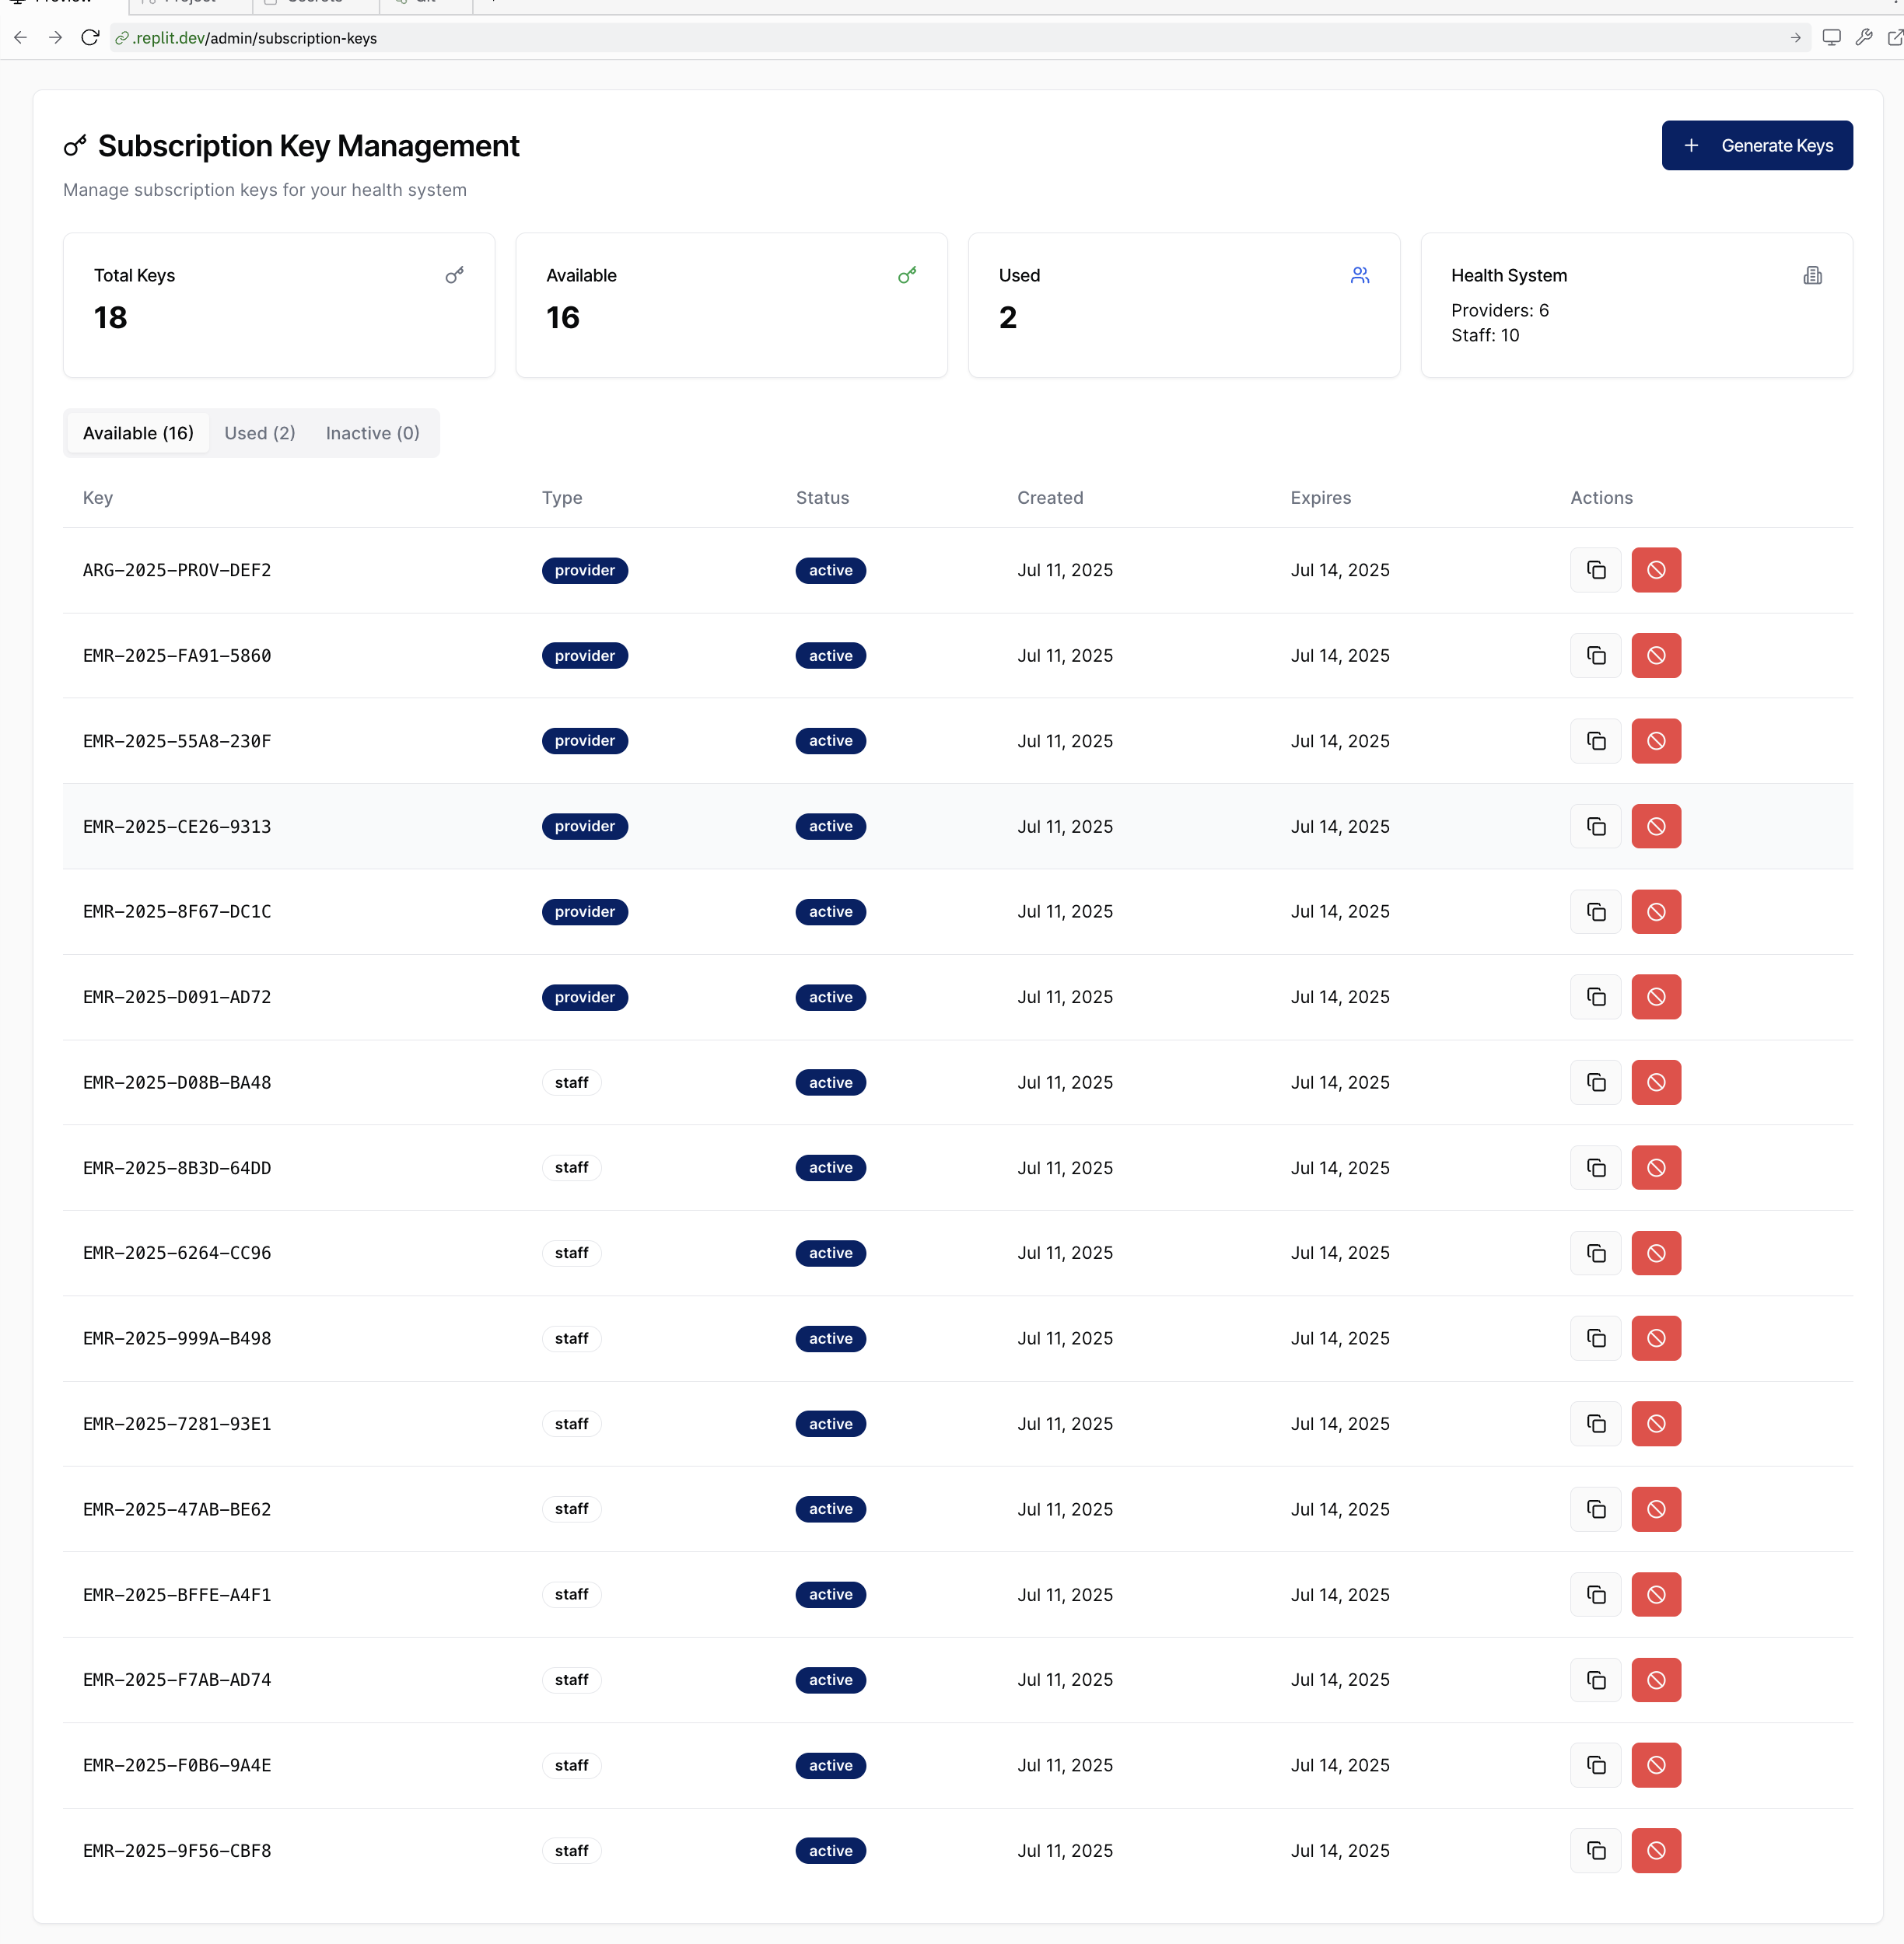 Preview Project Secrets Git
.replit.dev/admin/subscription-keys
Subscription Key Management
Generate Keys
Manage subscription keys for your health system
Total Keys
18
Available
16
Used
2
Health System
Providers: 6
Staff: 10
Available (16) Used (2) Inactive (0)
Key Type Status Created Expires Actions
ARG-2025-PROV-DEF2 provider active Jul 11, 2025 Jul 14, 2025
EMR-2025-FA91-5860 provider active Jul 11, 2025 Jul 14, 2025
EMR-2025-55A8-230F provider active Jul 11, 2025 Jul 14, 2025
EMR-2025-CE26-9313 provider active Jul 11, 2025 Jul 14, 2025
EMR-2025-8F67-DC1C provider active Jul 11, 2025 Jul 14, 2025
EMR-2025-D091-AD72 provider active Jul 11, 2025 Jul 14, 2025
EMR-2025-D08B-BA48 staff active Jul 11, 2025 Jul 14, 2025
EMR-2025-8B3D-64DD staff active Jul 11, 2025 Jul 14, 2025
EMR-2025-6264-CC96 staff active Jul 11, 2025 Jul 14, 2025
EMR-2025-999A-B498 staff active Jul 11, 2025 Jul 14, 2025
EMR-2025-7281-93E1 staff active Jul 11, 2025 Jul 14, 2025
EMR-2025-47AB-BE62 staff active Jul 11, 2025 Jul 14, 2025
EMR-2025-BFFE-A4F1 staff active Jul 11, 2025 Jul 14, 2025
EMR-2025-F7AB-AD74 staff active Jul 11, 2025 Jul 14, 2025
EMR-2025-F0B6-9A4E staff active Jul 11, 2025 Jul 14, 2025
EMR-2025-9F56-CBF8 staff active Jul 11, 2025 Jul 14, 2025